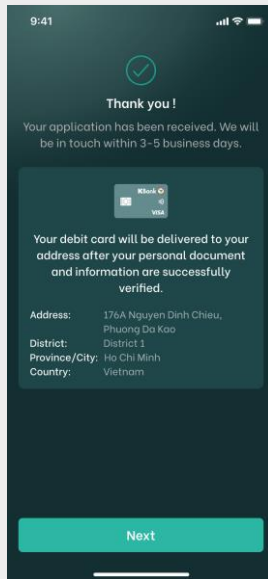 9:41
Thank you !
Your application has been received. We will
be in touch within 3-5 business days.
KBank
VISA
Your debit card will be delivered to your
address after your personal document
and information are successfully
verified.
Address: 176A Nguyen Dinh Chieu,
Phuong Da Kao
District: District 1
Province/City: Ho Chi Minh
Country: Vietnam
Next